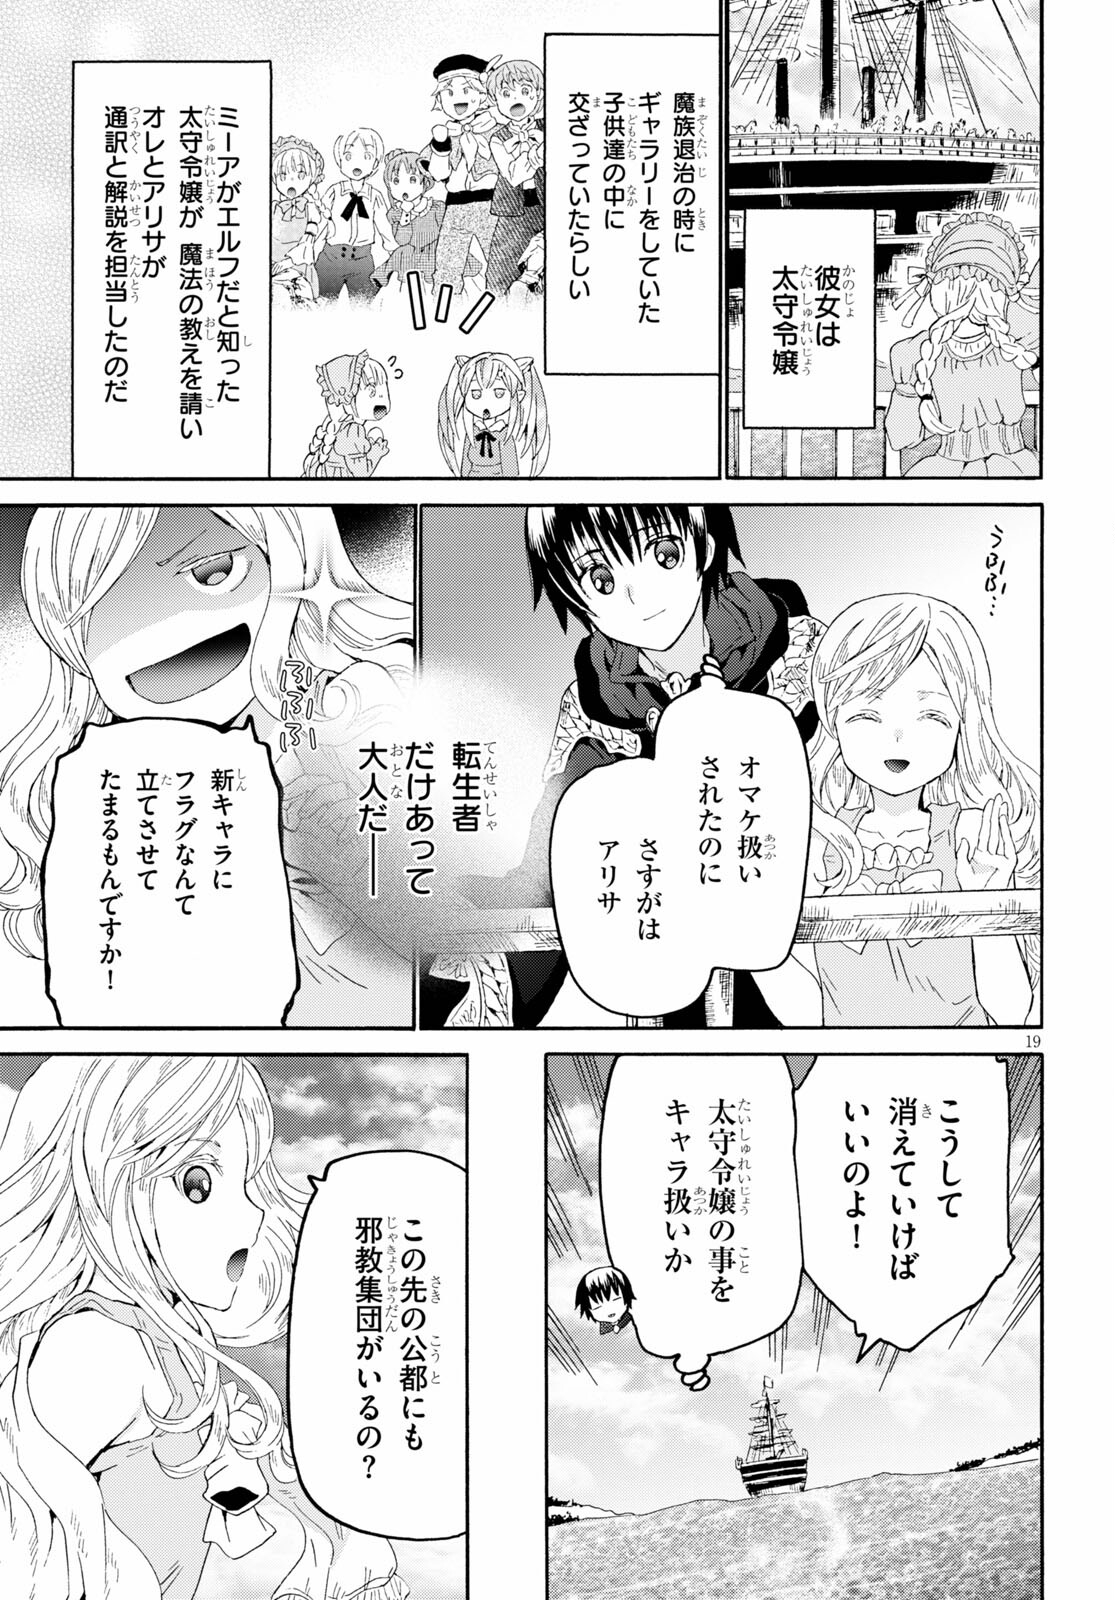 彼女は
太守令嬢
魔族退治の時に
ギャラリーをしていた
子供達の中に
交ざっていたらしい
ミーアがエルフだと知った
太守令嬢が 魔法の教えを請い
オレとアリサが
通訳と解説を担当したのだ
うふふ…
オマケ扱い
されたのに
さすがは
アリサ
転生者
だけあって
大人だ――
ふふふふ
新キャラに
フラグなんて
立てさせて
たまるもんですか！
19
こうして
消えていけば
いいのよ！
太守令嬢の事を
キャラ扱いか
この先の公都にも
邪教集団がいるの？